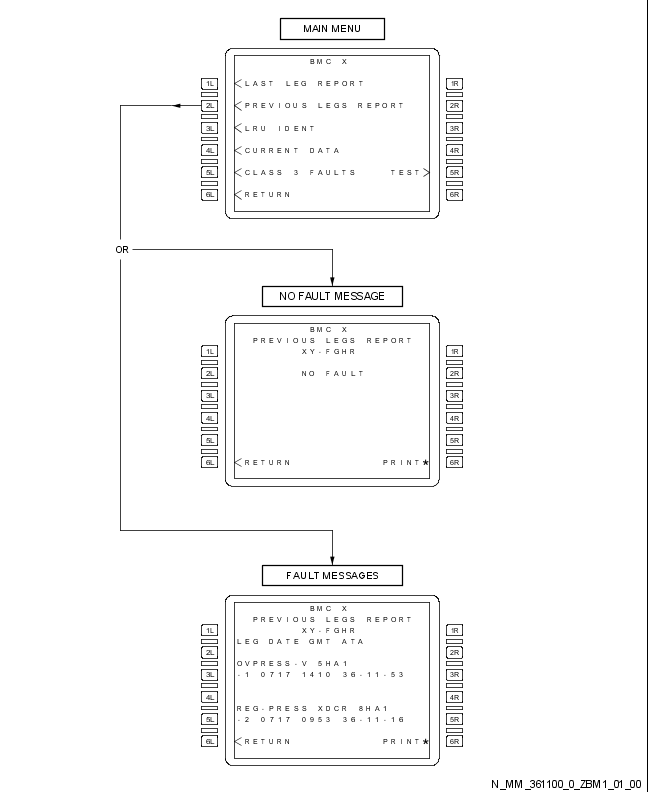 MAIN MENU
BMC X
1L <LAST LEG REPORT 1R
2L <PREVIOUS LEGS REPORT 2R
3L <LRU IDENT 3R
4L <CURRENT DATA 4R
5L <CLASS 3 FAULTS TEST> 5R
6L <RETURN 6R
OR
NO FAULT MESSAGE
BMC X
PREVIOUS LEGS REPORT
1L XY-FGHR 1R
2L NO FAULT 2R
3L 3R
4L 4R
5L 5R
6L <RETURN PRINT★ 6R
FAULT MESSAGES
BMC X
PREVIOUS LEGS REPORT
1L XY-FGHR 1R
LEG DATE GMT ATA
2L 2R
OVPRESS-V 5HA1
3L -1 0717 1410 36-11-53 3R
4L 4R
REG-PRESS XDCR 8HA1
5L -2 0717 0953 36-11-16 5R
6L <RETURN PRINT★ 6R
N_MM_361100_0_ZBM1_01_00